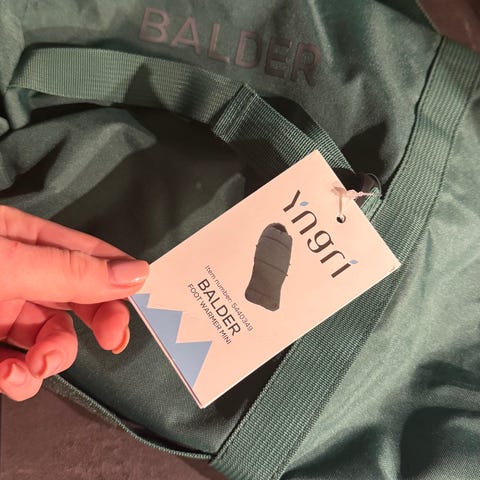 BALDER
Yngri
Item number: 5440349
BALDER
FOOT WARMER MINI